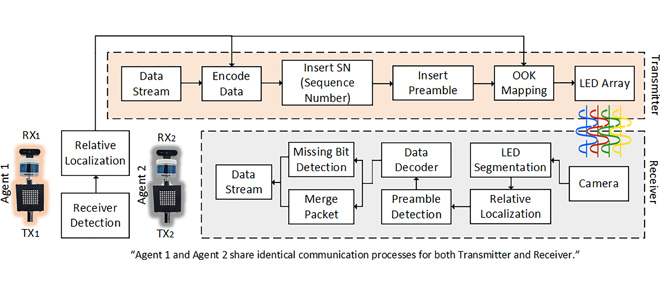 Transmitter
Data
Stream
Encode
Data
Insert SN
(Sequence
Number)
Insert
Preamble
OOK
Mapping
LED Array
Agent 1
RX1
TX1
Relative
Localization
Receiver
Detection
Agent 2
RX2
TX2
Receiver
Data
Stream
Missing Bit
Detection
Merge
Packet
Data
Decoder
Preamble
Detection
LED
Segmentation
Relative
Localization
Camera
“Agent 1 and Agent 2 share identical communication processes for both Transmitter and Receiver.”